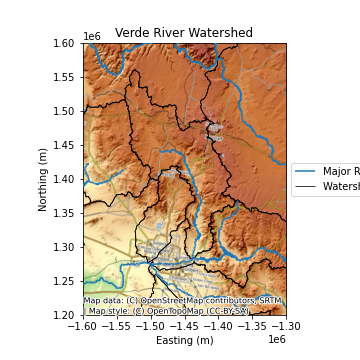 Verde River Watershed
1e6
1.60
1.55
1.50
1.45
1.40
1.35
1.30
1.25
1.20
Northing (m)
Major R
Watersh
Map data: (C) OpenStreetMap contributors, SRTM
Map style: (C) OpenTopoMap (CC-BY-SA)
−1.60 −1.55 −1.50 −1.45 −1.40 −1.35 −1.30
Easting (m)
1e6